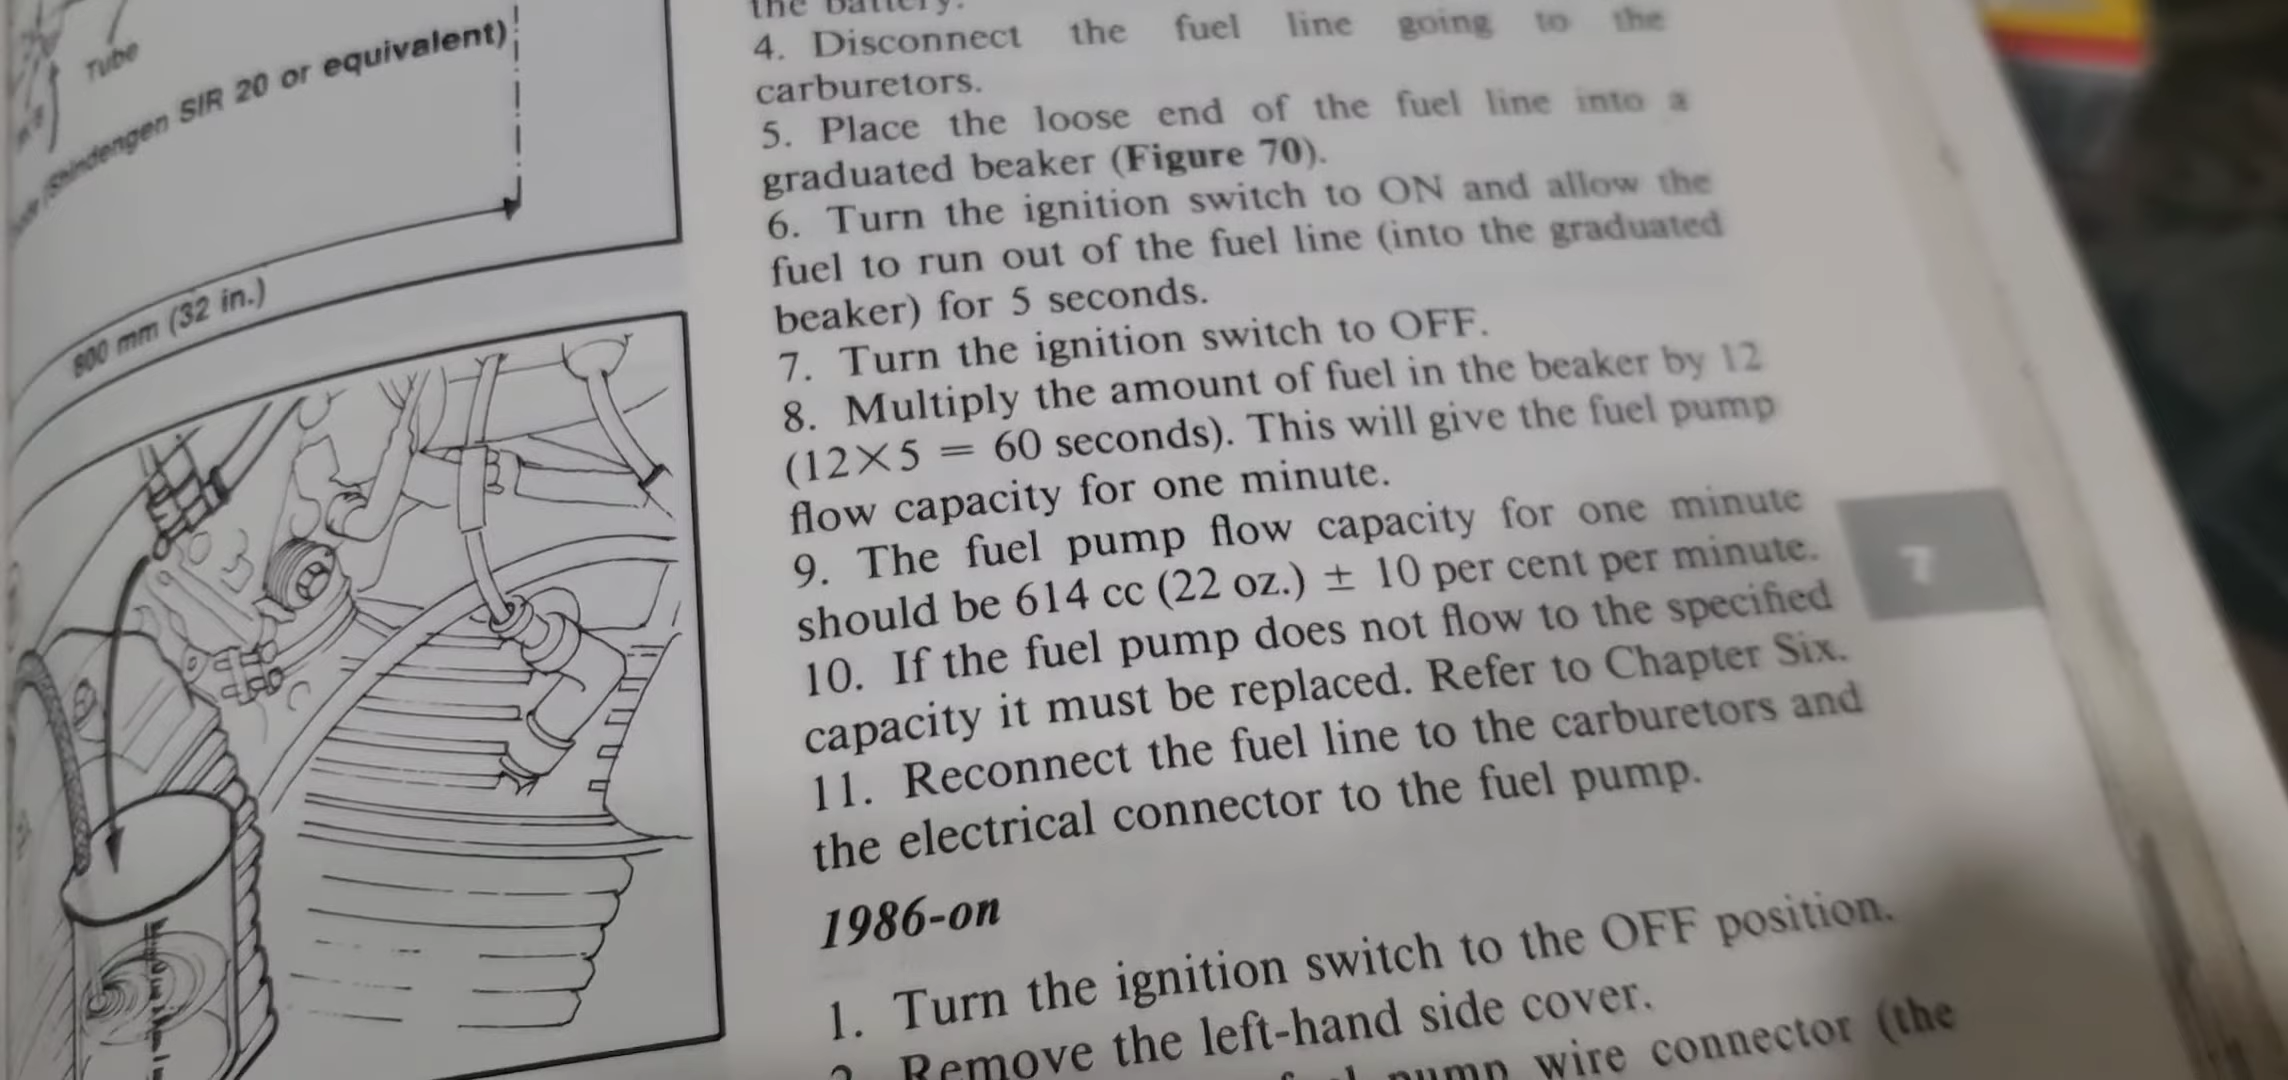 Tube
(Shindengen SIR 20 or equivalent)
800 mm (32 in.)
the battery.
4. Disconnect the fuel line going to the
carburetors.
5. Place the loose end of the fuel line into a
graduated beaker (Figure 70).
6. Turn the ignition switch to ON and allow the
fuel to run out of the fuel line (into the graduated
beaker) for 5 seconds.
7. Turn the ignition switch to OFF.
8. Multiply the amount of fuel in the beaker by 12
(12×5 = 60 seconds). This will give the fuel pump
flow capacity for one minute.
9. The fuel pump flow capacity for one minute
should be 614 cc (22 oz.) ± 10 per cent per minute.
10. If the fuel pump does not flow to the specified
capacity it must be replaced. Refer to Chapter Six.
11. Reconnect the fuel line to the carburetors and
the electrical connector to the fuel pump.
1986-on
1. Turn the ignition switch to the OFF position.
2. Remove the left-hand side cover.
pump wire connector (the
7